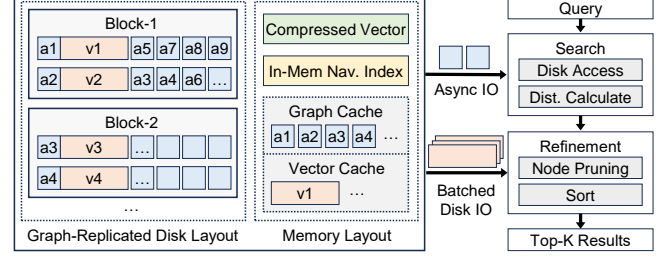 Block-1
a1 v1 a5 a7 a8 a9
a2 v2 a3 a4 a6 ...
Block-2
a3 v3 ...
a4 v4 ...
...
Graph-Replicated Disk Layout
Compressed Vector
In-Mem Nav. Index
Graph Cache
a1 a2 a3 a4 ...
Vector Cache
v1 ...
Memory Layout
Async IO
Batched
Disk IO
Query
Search
Disk Access
Dist. Calculate
Refinement
Node Pruning
Sort
Top-K Results